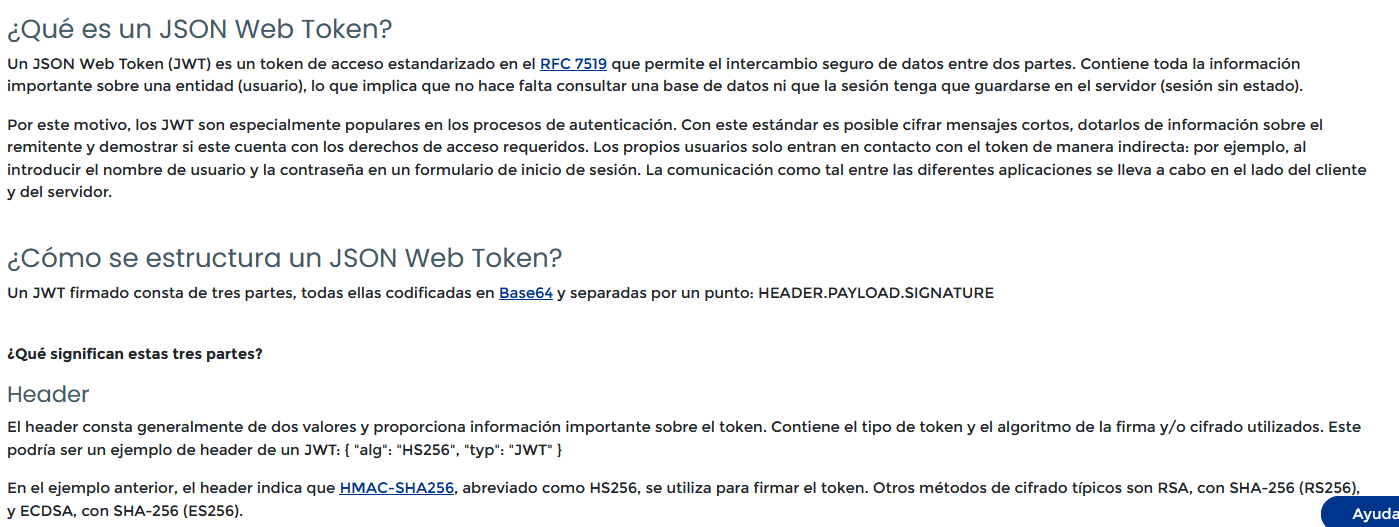 ¿Qué es un JSON Web Token?
Un JSON Web Token (JWT) es un token de acceso estandarizado en el RFC 7519 que permite el intercambio seguro de datos entre dos partes. Contiene toda la información
importante sobre una entidad (usuario), lo que implica que no hace falta consultar una base de datos ni que la sesión tenga que guardarse en el servidor (sesión sin estado).
Por este motivo, los JWT son especialmente populares en los procesos de autenticación. Con este estándar es posible cifrar mensajes cortos, dotarlos de información sobre el
remitente y demostrar si este cuenta con los derechos de acceso requeridos. Los propios usuarios solo entran en contacto con el token de manera indirecta: por ejemplo, al
introducir el nombre de usuario y la contraseña en un formulario de inicio de sesión. La comunicación como tal entre las diferentes aplicaciones se lleva a cabo en el lado del cliente
y del servidor.
¿Cómo se estructura un JSON Web Token?
Un JWT firmado consta de tres partes, todas ellas codificadas en Base64 y separadas por un punto: HEADER.PAYLOAD.SIGNATURE
¿Qué significan estas tres partes?
Header
El header consta generalmente de dos valores y proporciona información importante sobre el token. Contiene el tipo de token y el algoritmo de la firma y/o cifrado utilizados. Este
podría ser un ejemplo de header de un JWT: { "alg": "HS256", "typ": "JWT" }
En el ejemplo anterior, el header indica que HMAC-SHA256, abreviado como HS256, se utiliza para firmar el token. Otros métodos de cifrado típicos son RSA, con SHA-256 (RS256),
y ECDSA, con SHA-256 (ES256).
Ayuda